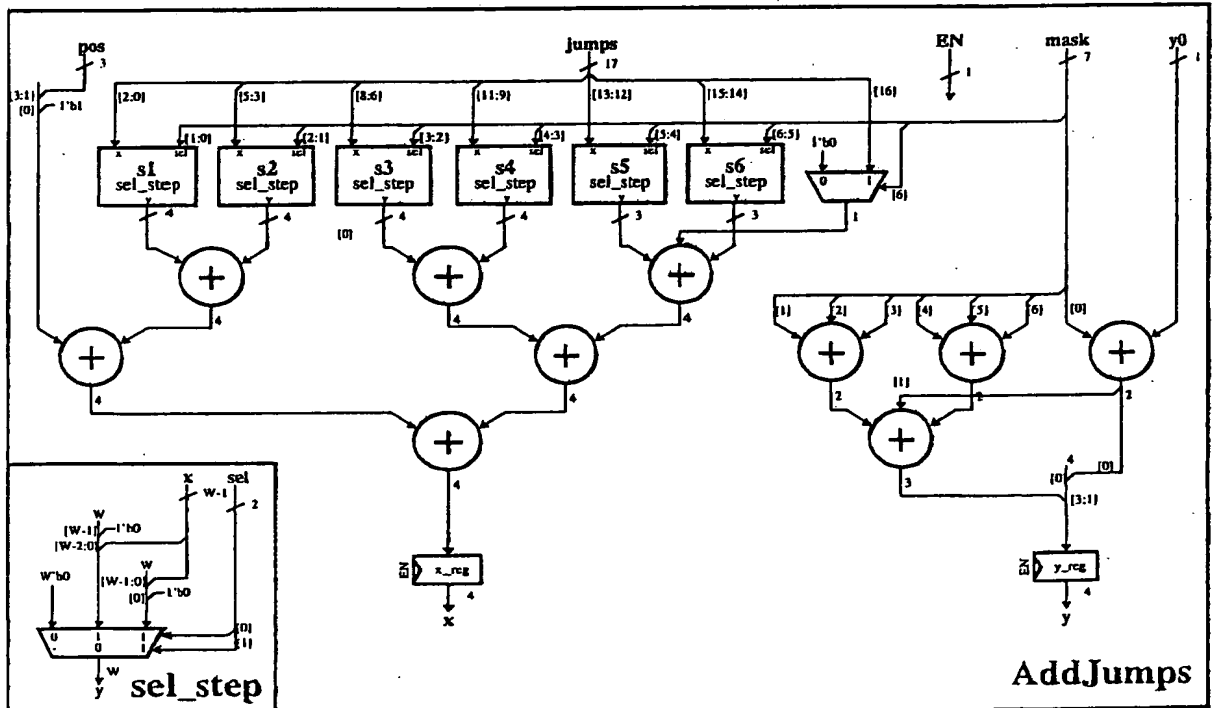 pos
jumps
EN
mask
y0
3
17
1
7
1
[3:1]
[0]
1'b1
[2:0]
[5:3]
[8:6]
[11:9]
[13:12]
[15:14]
[16]
[1:0]
[2:1]
[3:2]
[4:3]
[5:4]
[6:5]
1'b0
x sel
x sel
x sel
x sel
x sel
x sel
s1
sel_step
s2
sel_step
s3
sel_step
s4
sel_step
s5
sel_step
s6
sel_step
0 1
[6]
4
4
4
4
3
3
1
[0]
+
+
+
4
4
4
[1]
[2]
[3]
[4]
[5]
[6]
[0]
+
+
+
+
+
4
4
2
2
2
[1]
+
+
4
3
4
[0]
[0]
[3:1]
EN
x_reg
4
x
EN
y_reg
4
y
x
sel
W-1
2
W
[W-1]
1'b0
[W-2:0]
W
[W-1:0]
[0]
1'b0
W'b0
0 1 1
- 0 1
[0]
[1]
W
y
sel_step
AddJumps